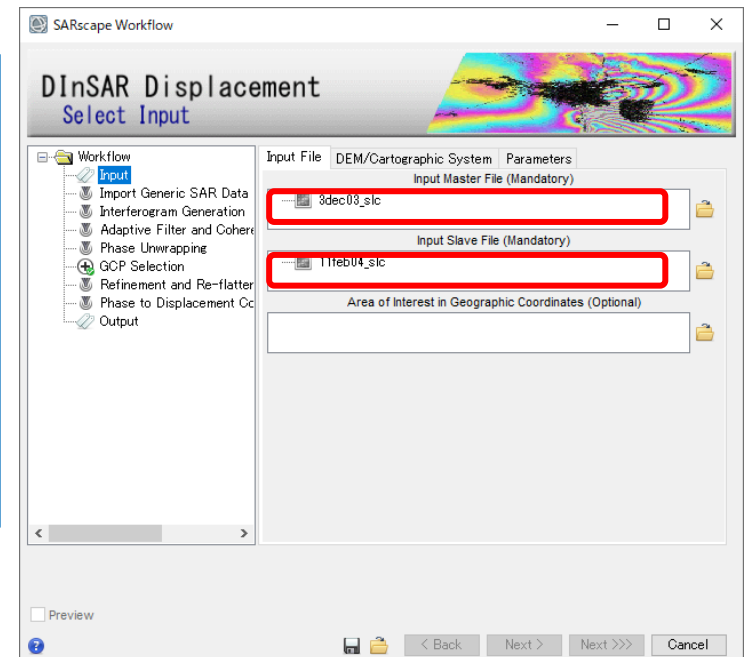 SARscape Workflow
DInSAR Displacement
Select Input
Workflow
Input
Import Generic SAR Data
Interferogram Generation
Adaptive Filter and Cohere
Phase Unwrapping
GCP Selection
Refinement and Re-flatter
Phase to Displacement Cc
Output
Input File DEM/Cartographic System Parameters
Input Master File (Mandatory)
3dec03_slc
Input Slave File (Mandatory)
11feb04_slc
Area of Interest in Geographic Coordinates (Optional)
Preview
< Back Next > Next >>> Cancel